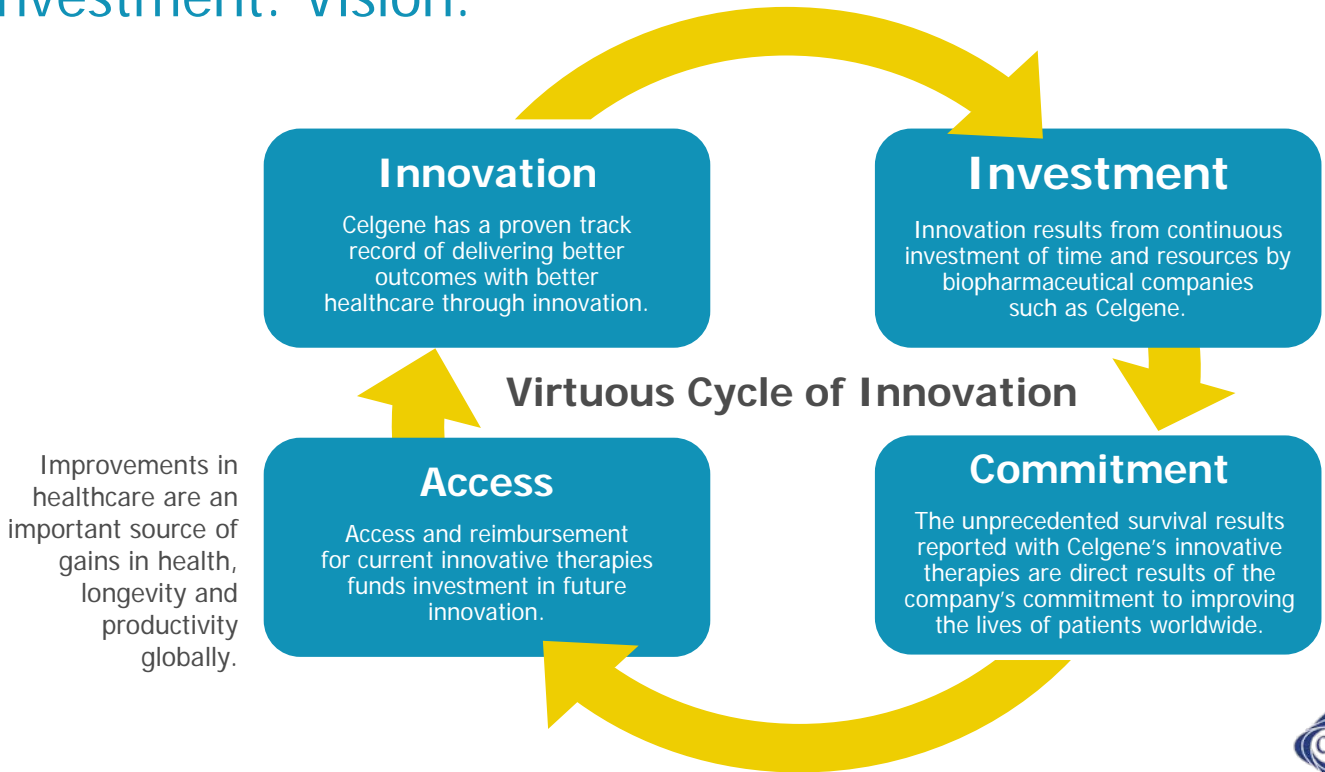 nvestment. Vision.
Innovation
Celgene has a proven track
record of delivering better
outcomes with better
healthcare through innovation.
Investment
Innovation results from continuous
investment of time and resources by
biopharmaceutical companies
such as Celgene.
Virtuous Cycle of Innovation
Improvements in
healthcare are an
important source of
gains in health,
longevity and
productivity
globally.
Access
Access and reimbursement
for current innovative therapies
funds investment in future
innovation.
Commitment
The unprecedented survival results
reported with Celgene's innovative
therapies are direct results of the
company's commitment to improving
the lives of patients worldwide.